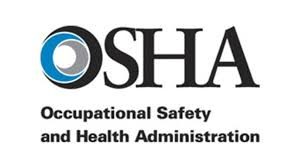 OSHA
Occupational Safety
and Health Administration